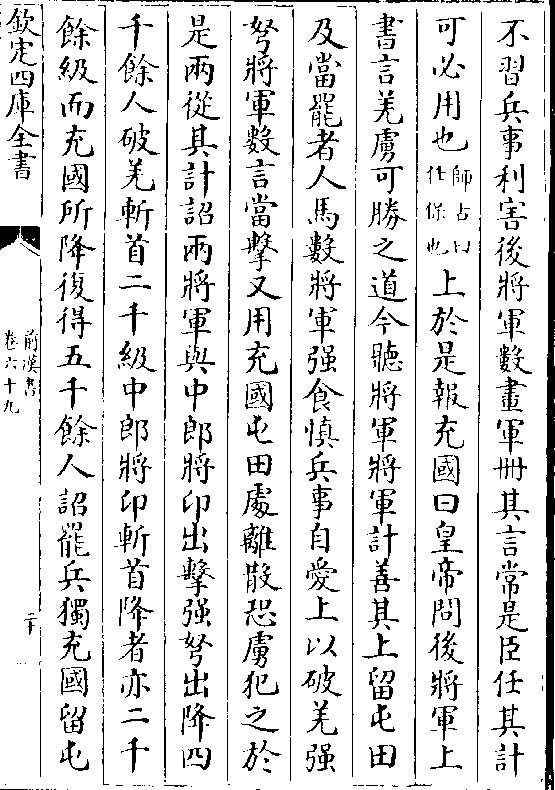 不習兵事利害後將軍數畫軍冊其言常是臣任其計
可必用也師古曰任保也上於是報充國曰皇帝問後將軍上
書言羌虜可勝之道今聽將軍將軍計善其上留屯田
及當罷者人馬數將軍强食慎兵事自愛上以破羌强
弩將軍數言當擊又用充國屯田處離散恐虜犯之於
是兩從其計詔兩將軍與中郎將卬出擊强弩出降四
千餘人破羌斬首二千級中郎將卬斬首降者亦二千
餘級而充國所降復得五千餘人詔罷兵獨充國留屯
欽定四庫全書
前漢書
卷六十九
二十